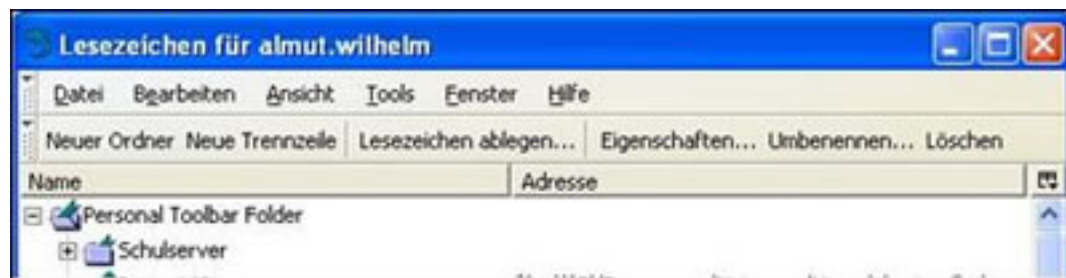 Lesezeichen für almut.wilhelm
Datei Bearbeiten Ansicht Tools Fenster Hilfe
Neuer Ordner Neue Trennzeile Lesezeichen ablegen... Eigenschaften... Umbenennen... Löschen
Name Adresse
Personal Toolbar Folder
Schulserver